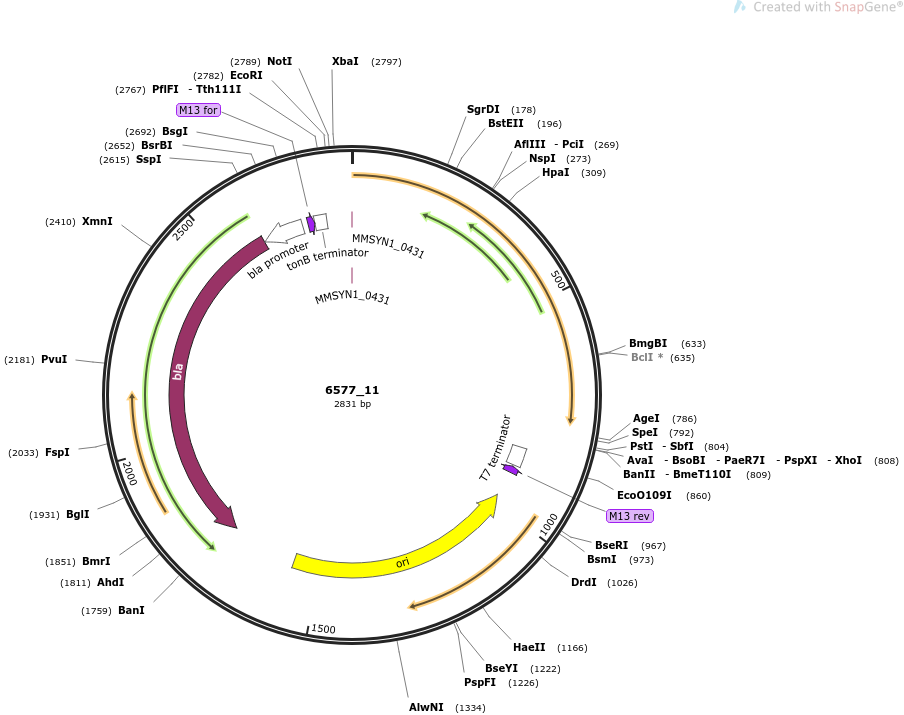 Created with SnapGene®
(2789) NotI
XbaI (2797)
(2782) EcoRI
(2767) PflFI - Tth111I
M13 for
(2692) BsgI
(2652) BsrBI
(2615) SspI
SgrDI (178)
BstEII (196)
AflIII - PciI (269)
NspI (273)
HpaI (309)
(2410) XmnI
2500
bla promoter
tonB terminator
MMSYN1_0431
MMSYN1_0431
500
BmgBI (633)
BclI * (635)
(2181) PvuI
bla
6577_11
2831 bp
AgeI (786)
SpeI (792)
PstI - SbfI (804)
AvaI - BsoBI - PaeR7I - PspXI - XhoI (808)
BanII - BmeT110I (809)
EcoO109I (860)
T7 terminator
M13 rev
(2033) FspI
2000
(1931) BglI
1000
BseRI (967)
BsmI (973)
DrdI (1026)
(1851) BmrI
(1811) AhdI
(1759) BanI
ori
1500
HaeII (1166)
BseYI (1222)
PspFI (1226)
AlwNI (1334)